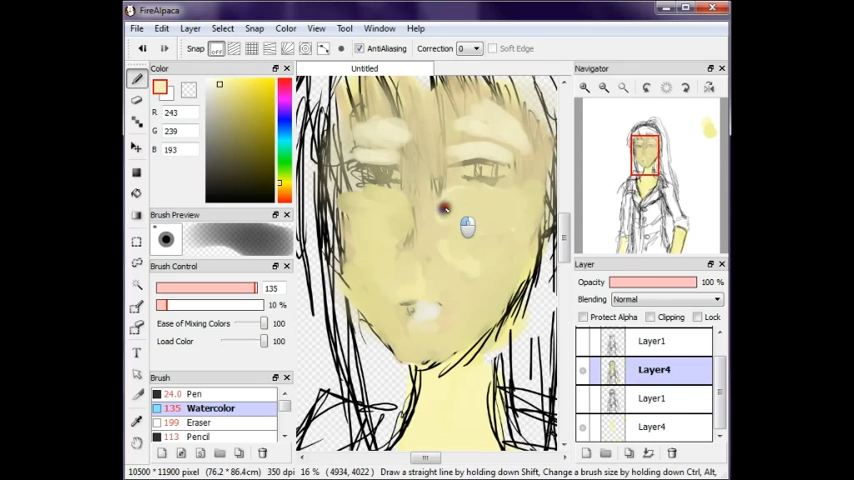 FireAlpaca
File Edit Layer Select Snap Color View Tool Window Help
Snap off AntiAliasing Correction 0 Soft Edge
Color
R 243
G 239
B 193
Brush Preview
Brush Control
135
10 %
Ease of Mixing Colors 100
Load Color 100
Brush
24.0 Pen
135 Watercolor
199 Eraser
113 Pencil
Untitled
Navigator
Layer
Opacity 100 %
Blending Normal
Protect Alpha Clipping Lock
Layer1
Layer4
Layer1
Layer4
10500 * 11900 pixel (76.2 * 86.4cm) 350 dpi 16 % (4934, 4022) Draw a straight line by holding down Shift, Change a brush size by holding down Ctrl, Alt,